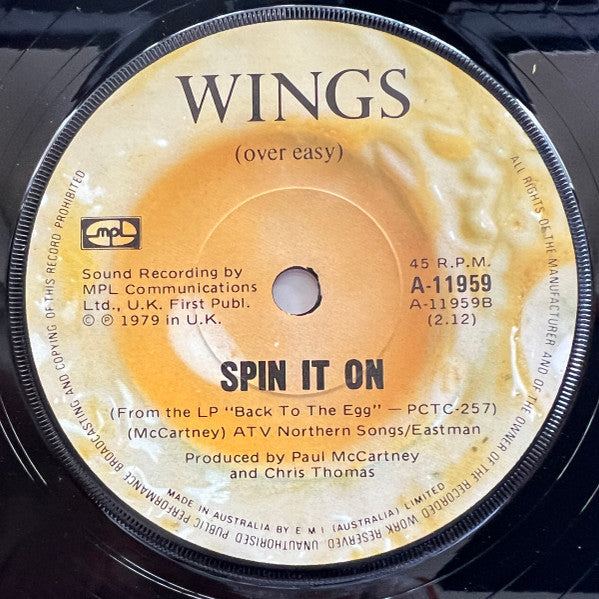 WINGS
(over easy)
mpl
Sound Recording by
MPL Communications
Ltd., U.K. First Publ.
© ℗ 1979 in U.K.
45 R.P.M.
A-11959
A-11959B
(2.12)
SPIN IT ON
(From the LP "Back To The Egg" — PCTC-257)
(McCartney) ATV Northern Songs/Eastman
Produced by Paul McCartney
and Chris Thomas
MADE IN AUSTRALIA BY E M I (AUSTRALIA) LIMITED
ALL RIGHTS OF THE MANUFACTURER AND OF THE OWNER OF THE RECORDED WORK RESERVED. UNAUTHORISED PUBLIC PERFORMANCE BROADCASTING AND COPYING OF THIS RECORD PROHIBITED